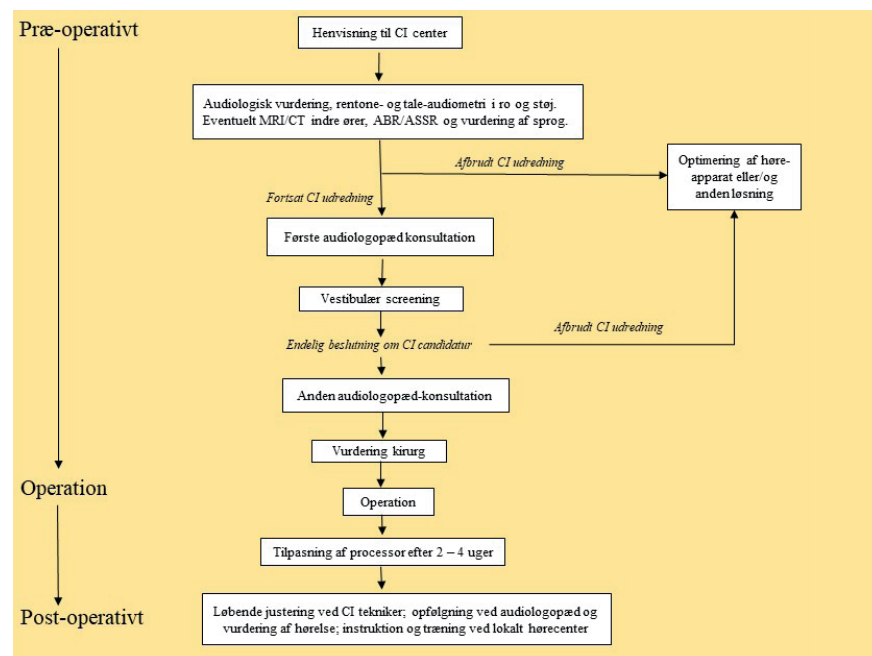 Præ-operativt
Henvisning til CI center
Audiologisk vurdering, rentone- og tale-audiometri i ro og støj.
Eventuelt MRI/CT indre ører, ABR/ASSR og vurdering af sprog.
Afbrudt CI udredning
Optimering af høre-
apparat eller/og
anden løsning
Fortsat CI udredning
Første audiologopæd konsultation
Vestibulær screening
Afbrudt CI udredning
Endelig beslutning om CI candidatur
Anden audiologopæd-konsultation
Vurdering kirurg
Operation
Operation
Tilpasning af processor efter 2 – 4 uger
Post-operativt
Løbende justering ved CI tekniker; opfølgning ved audiologopæd og
vurdering af hørelse; instruktion og træning ved lokalt hørecenter